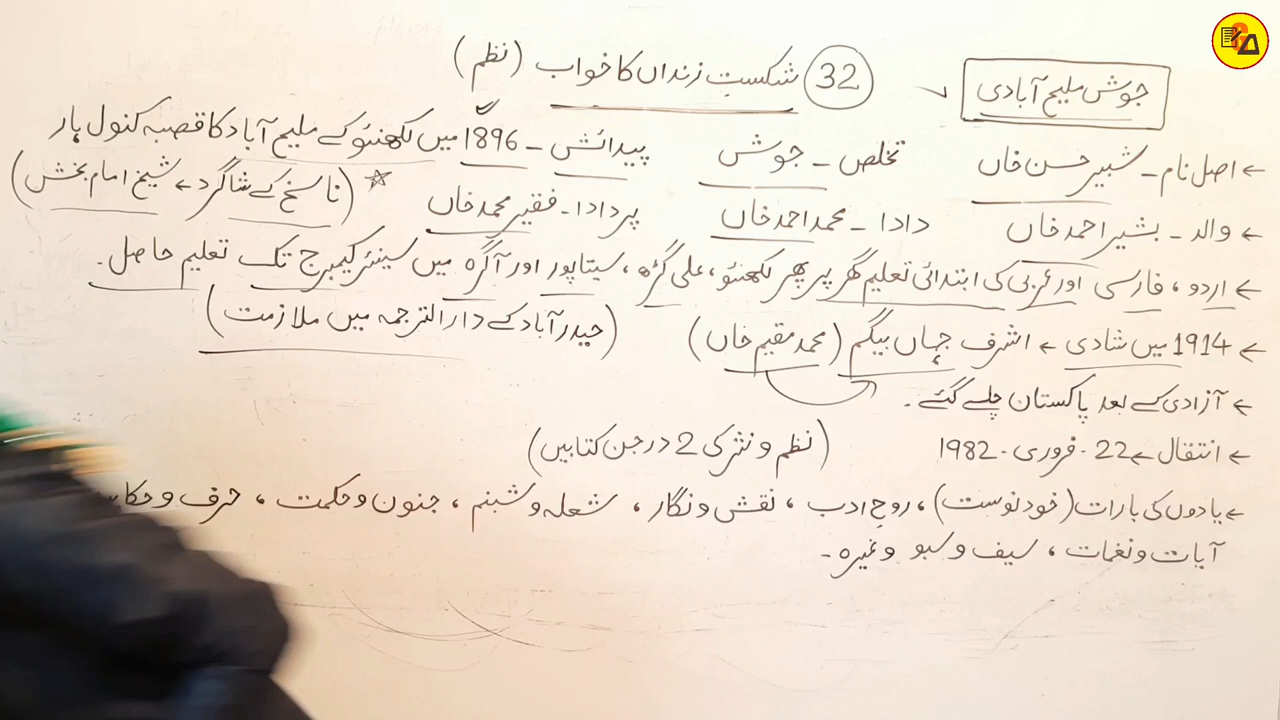 جوش ملیح آبادی
32 شکستِ زنداں کا خواب (نظم)
← اصل نام ۔ شبیر حسن خاں تخلص ۔ جوش پیدائش ۔ 1896 میں لکھنئو کے ملیح آباد کا قصبہ کنول ہار
← والد ۔ بشیر احمد خاں دادا ۔ محمد احمد خاں پر دادا ۔ فقیر محمد خاں (ناسخ کے شاگرد ← شیخ امام بخش)
← اردو ، فارسی اور عربی کی ابتدائی تعلیم گھر پر پھر لکھنئو ، علی گڑھ ، سیتاپور اور آگرہ میں سینئر کیمبرج تک تعلیم حاصل ۔
← 1914 میں شادی ← اشرف جہاں بیگم (محمد مقیم خاں) (حیدرآباد کے دارالترجمہ میں ملازمت)
← آزادی کے بعد پاکستان چلے گئے ۔
← انتقال ← 22 ۔ فروری ۔ 1982 (نظم و نثر کی 2 درجن کتابیں)
← یادوں کی بارات (خودنوست) ، روحِ ادب ، نقش و نگار ، شعلہ و شبنم ، جنون و حکمت ، حرف و
آیات و نغمات ، سیف و سبو وغیرہ ۔